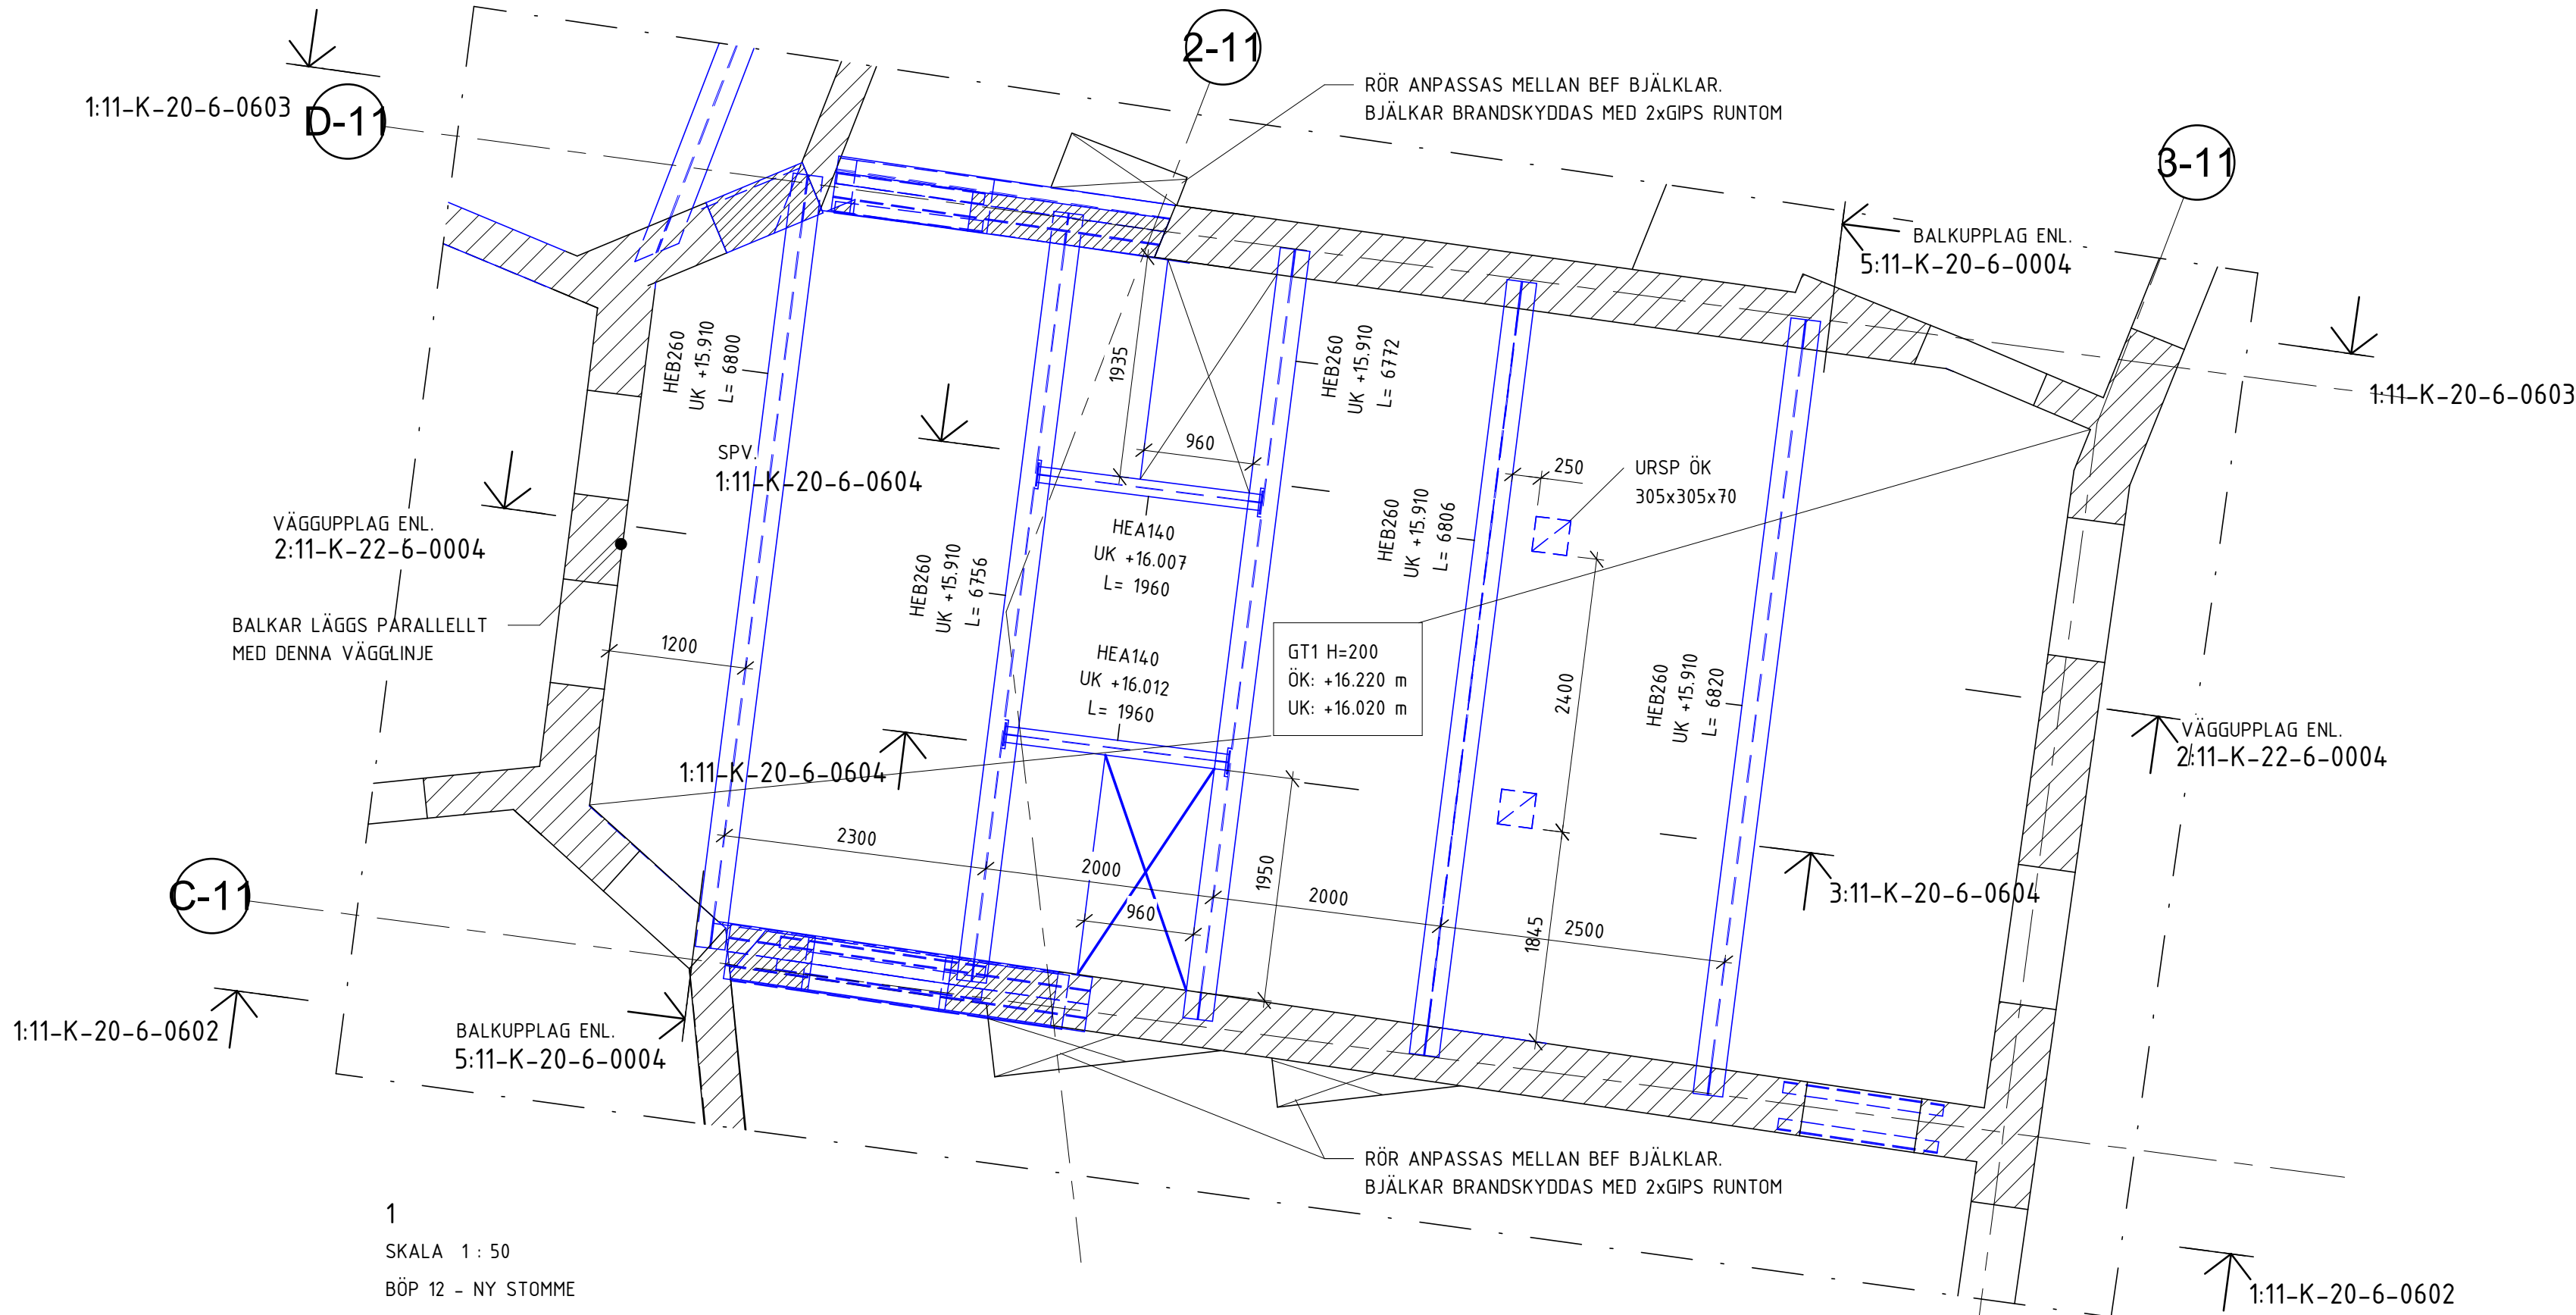 2-11
RÖR ANPASSAS MELLAN BEF BJÄLKLAR.
BJÄLKAR BRANDSKYDDAS MED 2xGIPS RUNTOM
1:11-K-20-6-0603
D-11
3-11
BALKUPPLAG ENL.
5:11-K-20-6-0004
HEB260
UK +15.910
L= 6800
1935
HEB260
UK +15.910
L= 6772
1:11-K-20-6-0603
960
SPV.
1:11-K-20-6-0604
250
URSP ÖK
305x305x70
VÄGGUPPLAG ENL.
2:11-K-22-6-0004
HEA140
UK +16.007
L= 1960
HEB260
UK +15.910
L= 6756
HEB260
UK +15.910
L= 6806
BALKAR LÄGGS PARALLELLT
MED DENNA VÄGGLINJE
1200
HEA140
UK +16.012
L= 1960
GT1 H=200
ÖK: +16.220 m
UK: +16.020 m
2400
HEB260
UK +15.910
L= 6820
VÄGGUPPLAG ENL.
2:11-K-22-6-0004
1:11-K-20-6-0604
2300
2000
1950
2000
960
1845
2500
3:11-K-20-6-0604
C-11
1:11-K-20-6-0602
BALKUPPLAG ENL.
5:11-K-20-6-0004
RÖR ANPASSAS MELLAN BEF BJÄLKLAR.
BJÄLKAR BRANDSKYDDAS MED 2xGIPS RUNTOM
1
SKALA 1 : 50
BÖP 12 - NY STOMME
1:11-K-20-6-0602